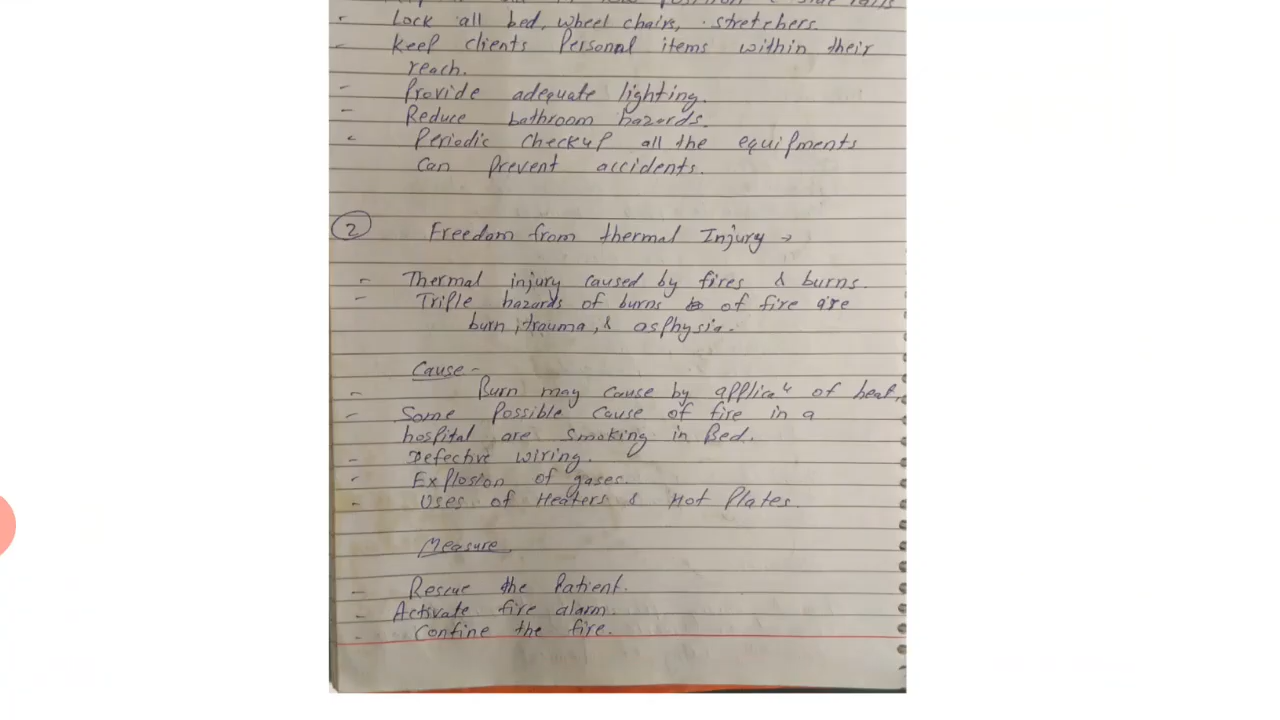 position & side rails
- Lock all bed, wheel chairs, stretchers.
- Keep clients Personal items within their
reach.
- Provide adequate lighting.
- Reduce bathroom hazards.
- Periodic checkup all the equipments
can prevent accidents.
2 Freedom from thermal Injury →
- Thermal injury caused by fires & burns.
- Triple hazards of burns of fire are
burn, trauma, & asphysia.
Cause -
- Burn may cause by applicaⁿ of heat,
- Some Possible cause of fire in a
hospital are smoking in Bed.
- Defective wiring.
- Explosion of gases.
- Uses of Heaters & Hot Plates.
Measure.
- Rescue the Patient.
- Activate fire alarm.
- Confine the fire.